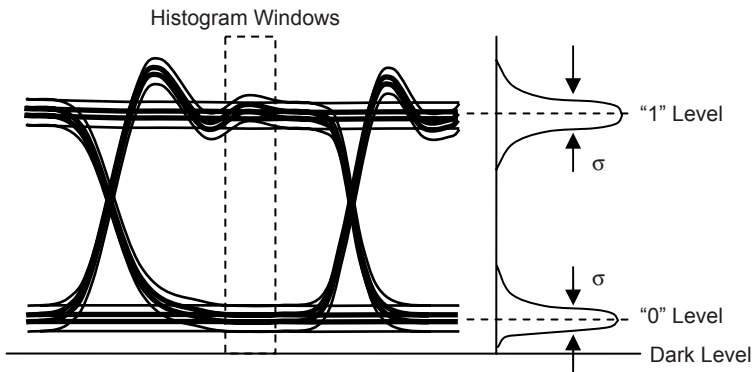 Histogram Windows
“1” Level
σ
σ
“0” Level
Dark Level